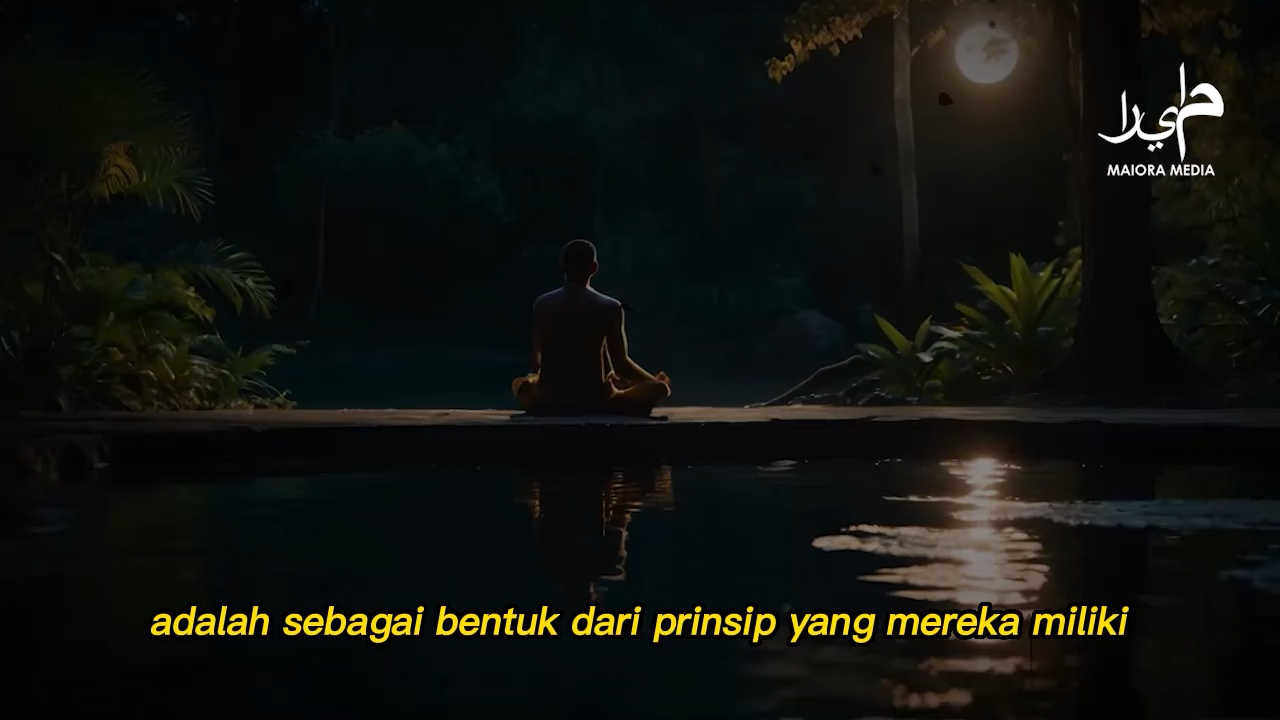 مايرا
MAIORA MEDIA
adalah sebagai bentuk dari prinsip yang mereka miliki